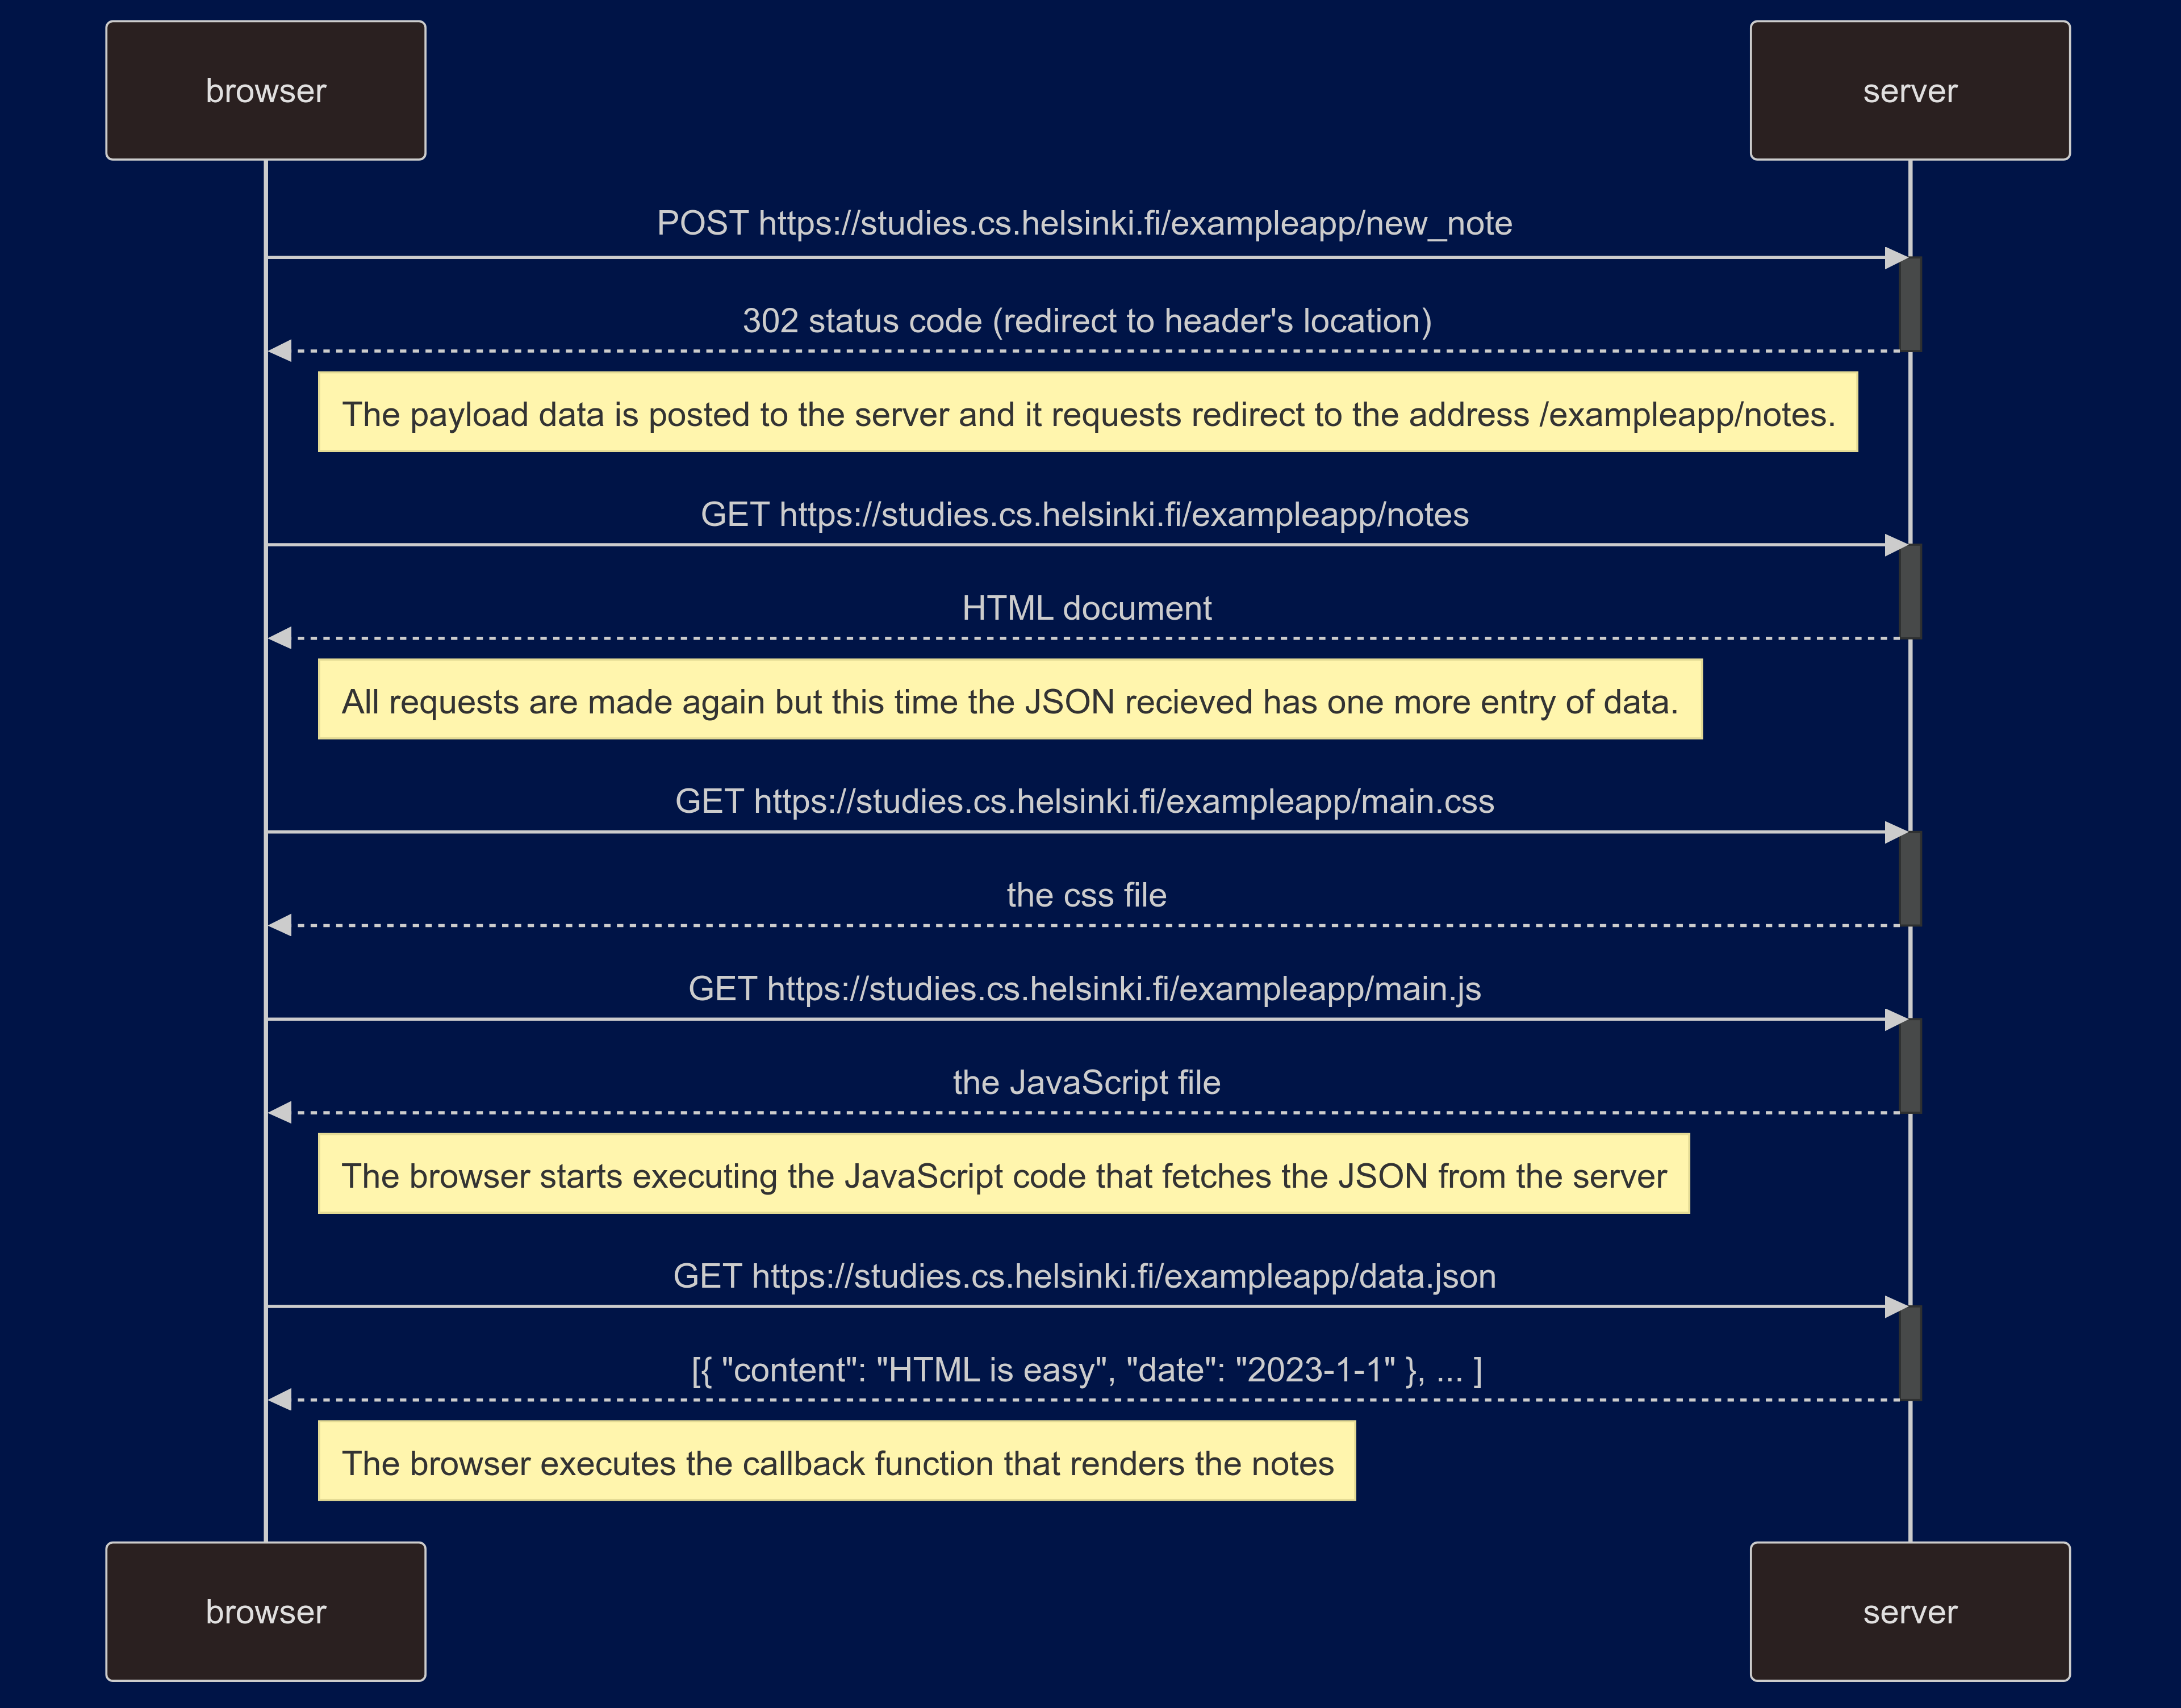 browser
server
POST https://studies.cs.helsinki.fi/exampleapp/new_note
302 status code (redirect to header's location)
The payload data is posted to the server and it requests redirect to the address /exampleapp/notes.
GET https://studies.cs.helsinki.fi/exampleapp/notes
HTML document
All requests are made again but this time the JSON recieved has one more entry of data.
GET https://studies.cs.helsinki.fi/exampleapp/main.css
the css file
GET https://studies.cs.helsinki.fi/exampleapp/main.js
the JavaScript file
The browser starts executing the JavaScript code that fetches the JSON from the server
GET https://studies.cs.helsinki.fi/exampleapp/data.json
[{ "content": "HTML is easy", "date": "2023-1-1" }, ... ]
The browser executes the callback function that renders the notes
browser
server